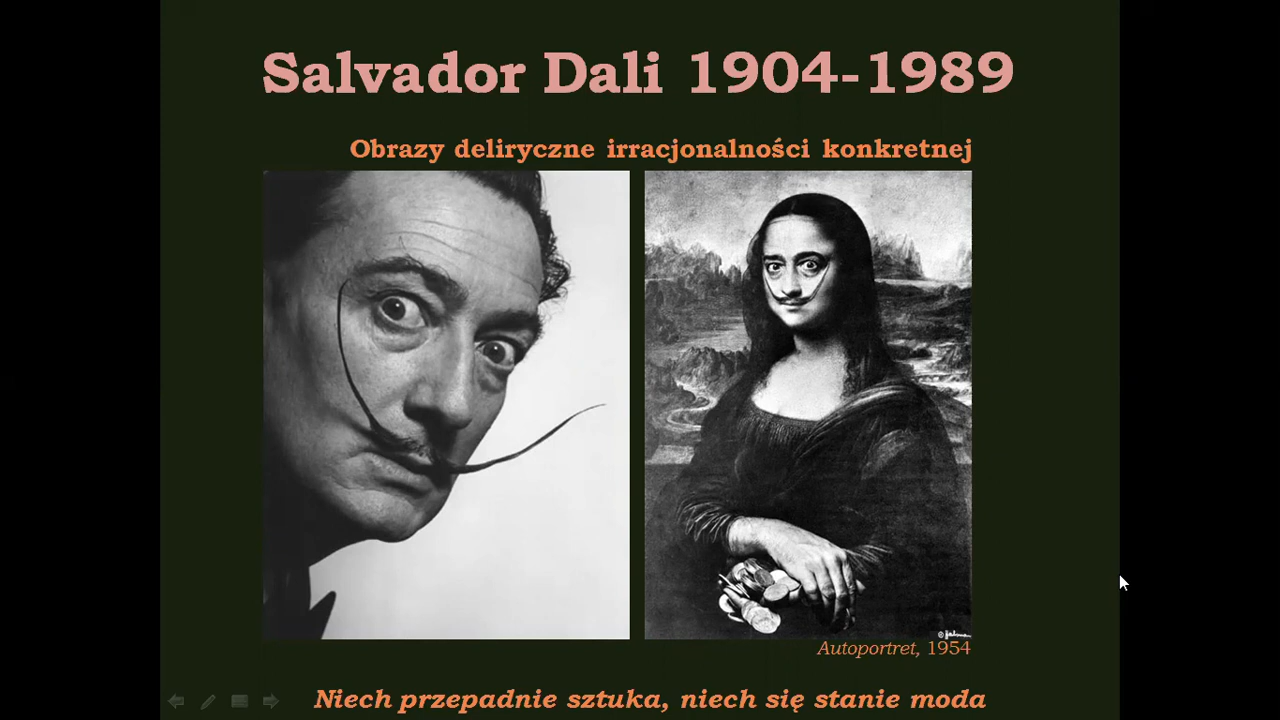 Salvador Dali 1904-1989
Obrazy deliryczne irracjonalności konkretnej
Autoportret, 1954
Niech przepadnie sztuka, niech się stanie moda